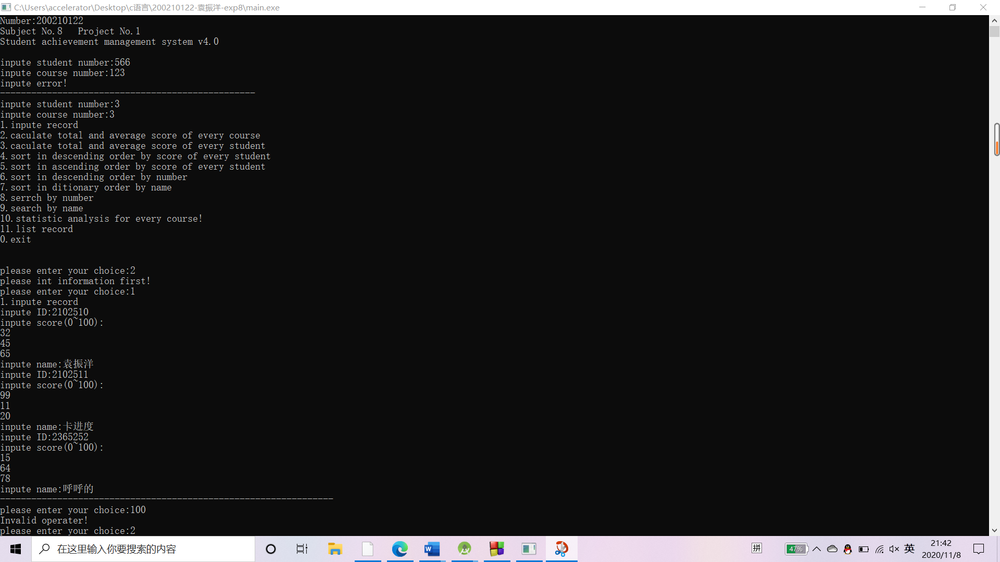 C:\Users\accelerator\Desktop\c语言\200210122-袁振洋-exp8\main.exe
Number:200210122
Subject No.8   Project No.1
Student achievement management system v4.0
inpute student number:566
inpute course number:123
inpute error!
-------------------------------------------------
inpute student number:3
inpute course number:3
1.inpute record
2.caculate total and average score of every course
3.caculate total and average score of every student
4.sort in descending order by score of every student
5.sort in ascending order by score of every student
6.sort in descending order by number
7.sort in ditionary order by name
8.serrch by number
9.search by name
10.statistic analysis for every course!
11.list record
0.exit
please enter your choice:2
please int information first!
please enter your choice:1
1.inpute record
inpute ID:2102510
inpute score(0~100):
32
45
65
inpute name:袁振洋
inpute ID:2102511
inpute score(0~100):
99
11
20
inpute name:卡进度
inpute ID:2365252
inpute score(0~100):
15
64
78
inpute name:呼呼的
----------------------------------------------------------------
please enter your choice:100
Invalid operater!
please enter your choice:2
在这里输入你要搜索的内容
拼
47%
英
21:42
2020/11/8